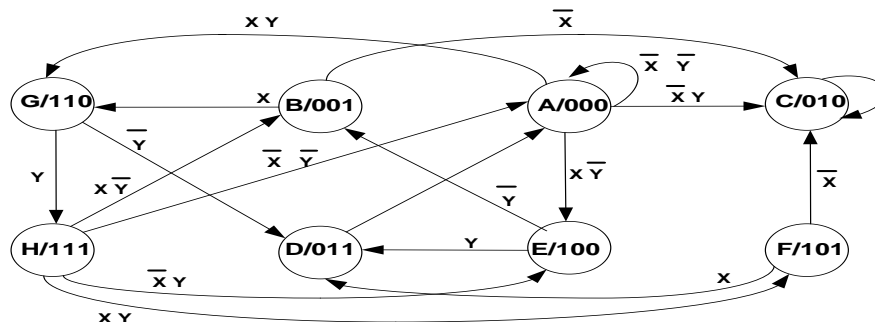 X Y
X̅
X̅ Y̅
G/110
X
B/001
A/000
X̅ Y
C/010
Y̅
Y
X Y̅
X̅ Y̅
X Y̅
Y̅
X̅
H/111
D/011
Y
E/100
F/101
X̅ Y
X
X Y